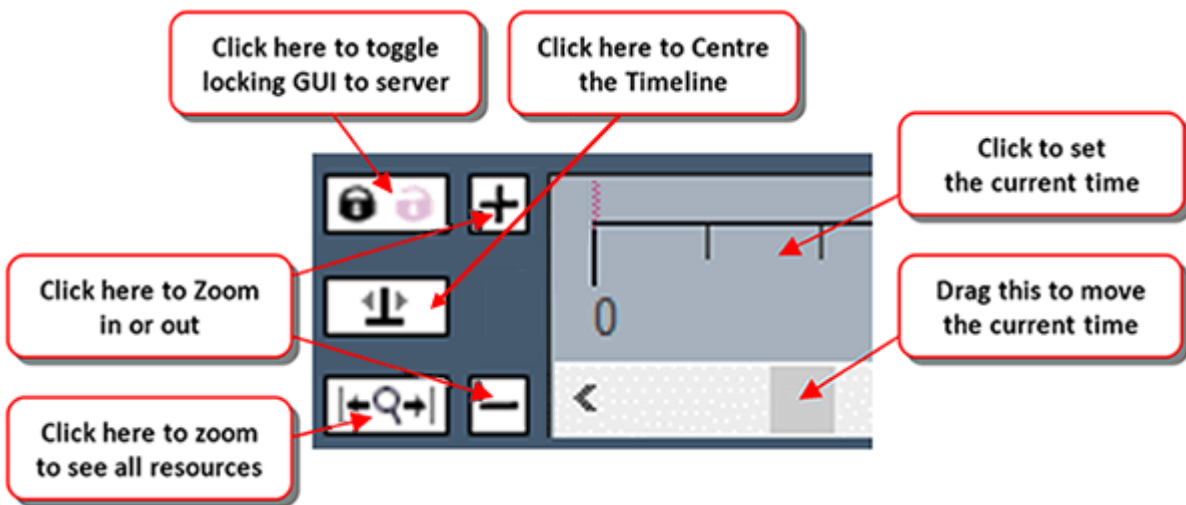 Click here to toggle
locking GUI to server
Click here to Centre
the Timeline
Click to set
the current time
Click here to Zoom
in or out
0
Drag this to move
the current time
Click here to zoom
to see all resources